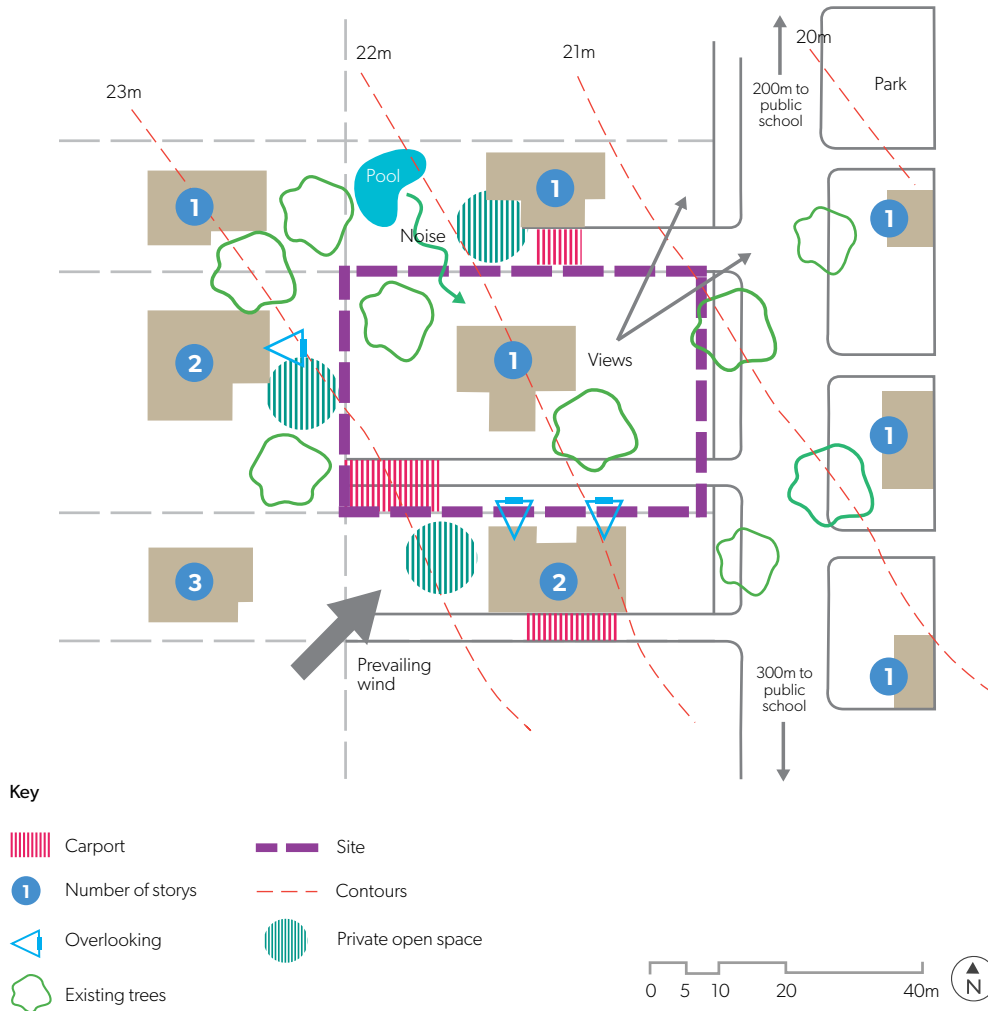 20m
22m
21m
23m
200m to
public
school
Park
Pool
1
1
1
Noise
2
1
Views
1
3
2
Prevailing
wind
300m to
public
school
1
Key
Carport
Site
1
Number of storys
Contours
Overlooking
Private open space
Existing trees
0 5 10 20 40m
N